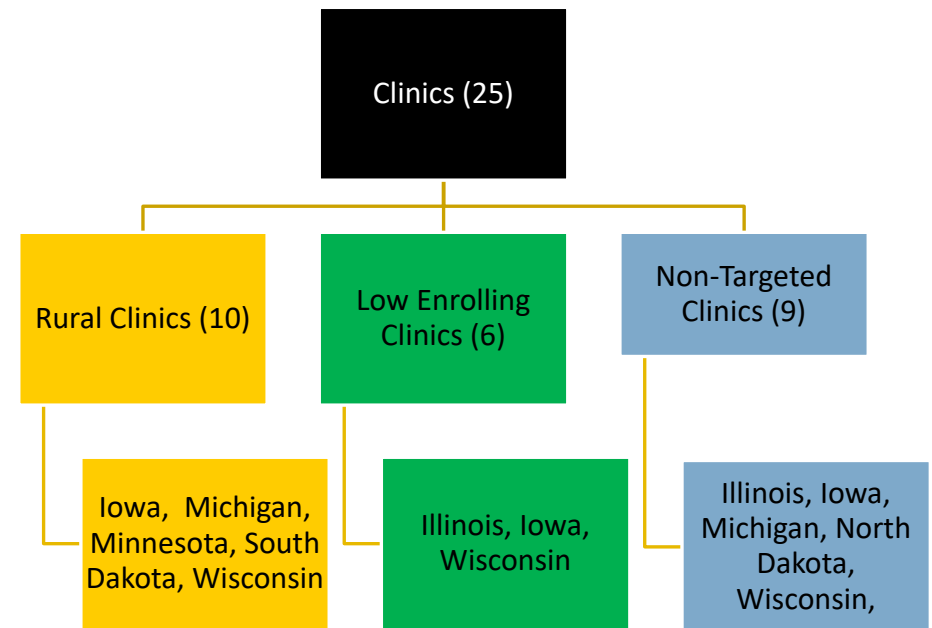 Clinics (25)
Rural Clinics (10)
Low Enrolling
Clinics (6)
Non-Targeted
Clinics (9)
Iowa,  Michigan,
Minnesota, South
Dakota, Wisconsin
Illinois, Iowa,
Wisconsin
Illinois, Iowa,
Michigan, North
Dakota,
Wisconsin,